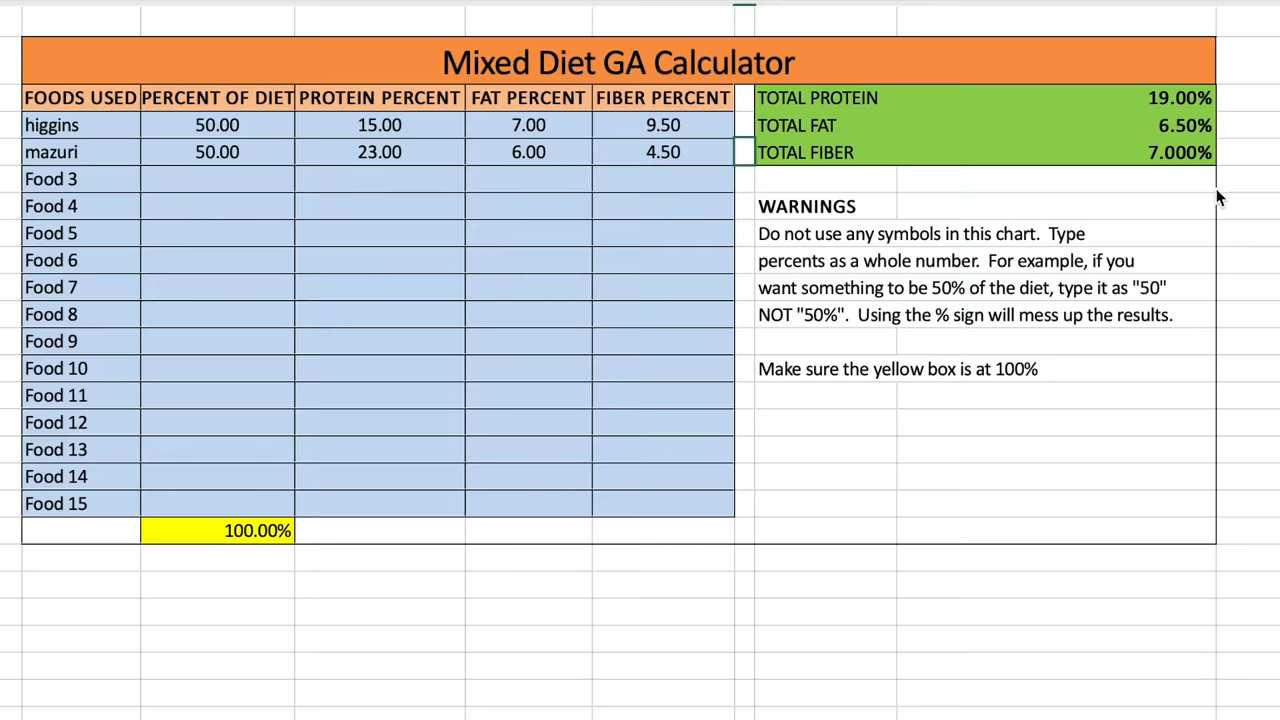 Mixed Diet GA Calculator
FOODS USED PERCENT OF DIET PROTEIN PERCENT FAT PERCENT FIBER PERCENT TOTAL PROTEIN 19.00%
higgins 50.00 15.00 7.00 9.50 TOTAL FAT 6.50%
mazuri 50.00 23.00 6.00 4.50 TOTAL FIBER 7.000%
Food 3
Food 4 WARNINGS
Food 5 Do not use any symbols in this chart. Type
Food 6 percents as a whole number. For example, if you
Food 7 want something to be 50% of the diet, type it as "50"
Food 8 NOT "50%". Using the % sign will mess up the results.
Food 9
Food 10 Make sure the yellow box is at 100%
Food 11
Food 12
Food 13
Food 14
Food 15
100.00%